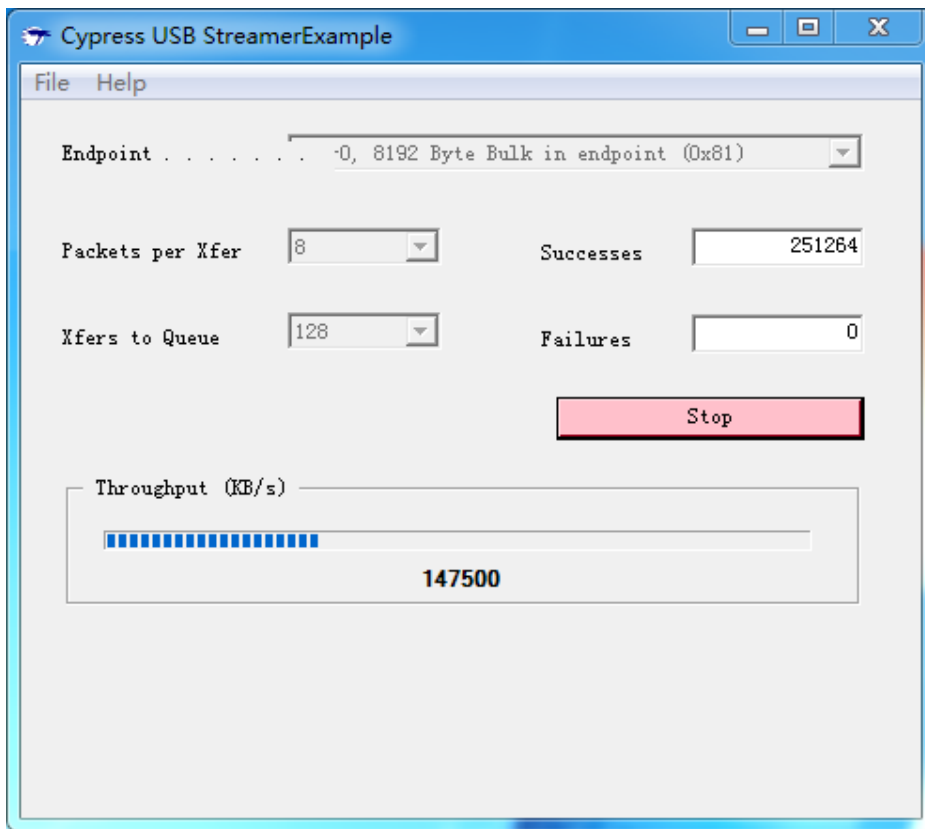 Cypress USB StreamerExample
File Help
Endpoint . . . . . . . -0, 8192 Byte Bulk in endpoint (0x81)
Packets per Xfer 8 Successes 251264
Xfers to Queue 128 Failures 0
Stop
Throughput (KB/s)
147500